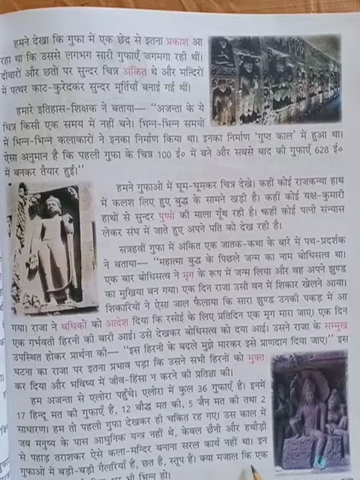 हमने देखा कि गुफा में एक छेद से इतना प्रकाश आ
रहा था कि उससे लगभग सारी गुफाएँ जगमगा रही थीं।
दीवारों और छतों पर सुन्दर चित्र अंकित थे और मन्दिरों
में पत्थर काट-कुरेदकर सुन्दर मूर्तियाँ बनाई गई थीं।
हमारे इतिहास-शिक्षक ने बताया— "अजन्ता के ये
चित्र किसी एक समय में नहीं बने। भिन्न-भिन्न समयों
में भिन्न-भिन्न कलाकारों ने इनका निर्माण किया था। इनका निर्माण 'गुप्त काल' में हुआ था।
ऐसा अनुमान है कि पहली गुफा के चित्र 100 ई० में बने और सबसे बाद की गुफाएँ 628 ई०
में बनकर तैयार हुईं।"
हमने गुफाओं में घूम-घूमकर चित्र देखे। कहीं कोई राजकन्या हाथ
में कलश लिए हुए बुद्ध के सामने खड़ी है। कहीं कोई यक्ष-कुमारी
हाथों से सुन्दर पुष्पों की माला गूँथ रही है। कहीं कोई पत्नी संन्यास
लेकर संघ में जाते हुए अपने पति को देख रही है।
सत्रहवीं गुफा में अंकित एक जातक-कथा के बारे में पथ-प्रदर्शक
ने बताया— "महात्मा बुद्ध के पिछले जन्म का नाम बोधिसत्व था।
एक बार बोधिसत्व ने मृग के रूप में जन्म लिया और वह अपने झुण्ड
का मुखिया बन गया। एक दिन राजा उसी वन में शिकार खेलने आया।
शिकारियों ने ऐसा जाल फैलाया कि सारा झुण्ड उनकी पकड़ में आ
गया। राजा ने बधिकों को आदेश दिया कि रसोई के लिए प्रतिदिन एक मृग मारा जाए। एक दिन
एक गर्भवती हिरनी की बारी आई। उसे देखकर बोधिसत्व को दया आई। उसने राजा के सम्मुख
उपस्थित होकर प्रार्थना की— "इस हिरनी के बदले मुझे मारकर इसे प्राणदान दिया जाए।" इस
घटना का राजा पर इतना प्रभाव पड़ा कि उसने सभी हिरनों को मुक्त
कर दिया और भविष्य में जीव-हिंसा न करने की प्रतिज्ञा की।
हम अजन्ता से एलोरा पहुँचे। एलोरा में कुल 36 गुफाएँ हैं। इनमें
17 हिन्दू मत की गुफाएँ हैं, 12 बौद्ध मत की, 5 जैन मत की तथा 2
साधारण। हम तो पहली गुफा देखकर ही चकित रह गए। उस काल में
जब मनुष्य के पास आधुनिक यन्त्र नहीं थे, केवल छैनी और हथौड़ी
से पहाड़ तराशकर ऐसे कला-मन्दिर बनाना सरल कार्य नहीं था। इन
गुफाओं में बड़ी-बड़ी गैलरियाँ हैं, छत है, स्तूप हैं। क्या मजाल कि एक
भी भिन्न हो।